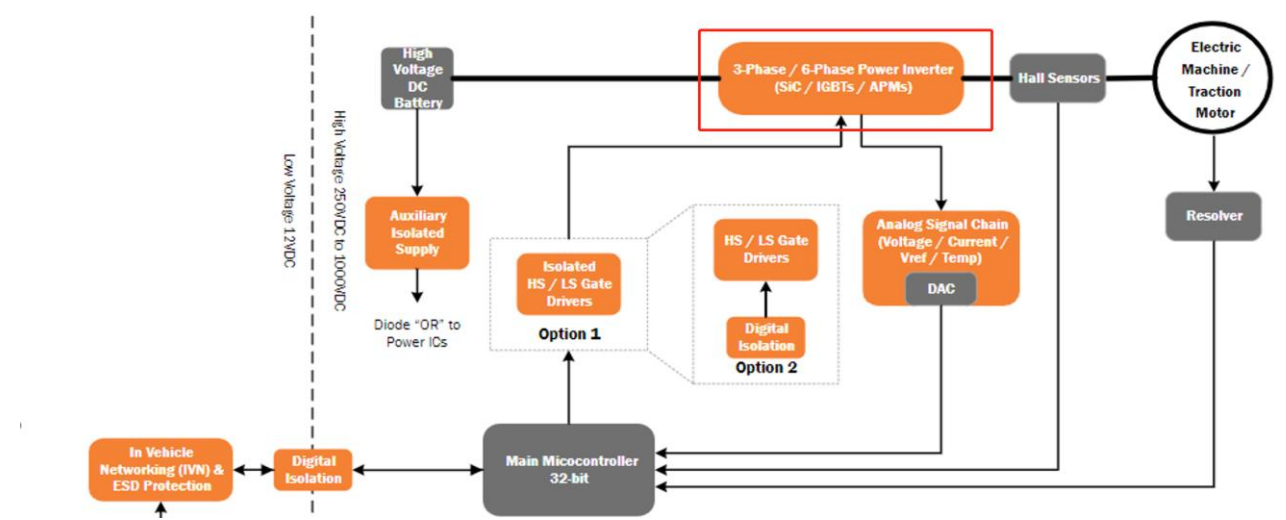 High
Voltage
DC
Battery
3-Phase / 6-Phase Power Inverter
(SiC / IGBTs / APMs)
Hall Sensors
Electric
Machine /
Traction
Motor
Low Voltage 12VDC
High Voltage 250VDC to 1000VDC
Auxiliary
Isolated
Supply
Diode "OR" to
Power ICs
Isolated
HS / LS Gate
Drivers
Option 1
HS / LS Gate
Drivers
Digital
Isolation
Option 2
Analog Signal Chain
(Voltage / Current /
Vref / Temp)
DAC
Resolver
In Vehicle
Networking (IVN) &
ESD Protection
Digital
Isolation
Main Micocontroller
32-bit